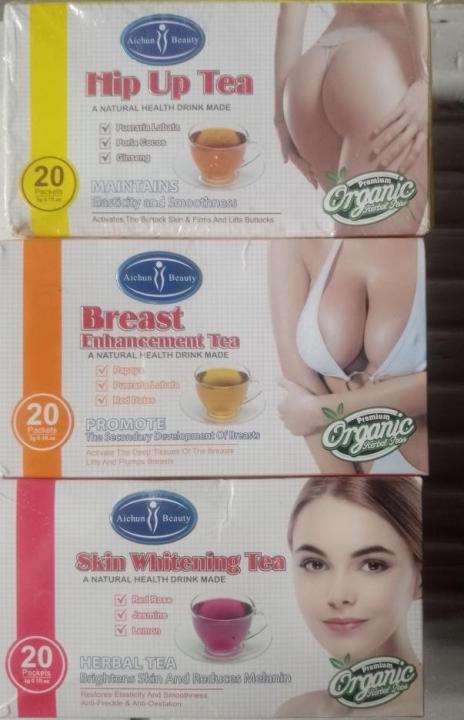 Aichun Beauty
Hip Up Tea
A NATURAL HEALTH DRINK MADE
Pueraria Lobata
Poria Cocos
Ginseng
20
Packets
MAINTAINS
Elasticity and Smoothness
Activates The Buttock Skin & Firms And Lifts Buttocks
Premium
Organic
Herbal Teas
Aichun Beauty
Breast
Enhancement Tea
A NATURAL HEALTH DRINK MADE
Papaya
Pueraria Lobata
Red Dates
20
Packets
PROMOTE
The Secondary Development Of Breasts
Activate The Deep Tissues Of The Breasts
Lifts And Plumps Breasts
Premium
Organic
Herbal Teas
Aichun Beauty
Skin Whitening Tea
A NATURAL HEALTH DRINK MADE
Red Rose
Jasmine
Lemon
20
Packets
HERBAL TEA
Brightens Skin And Reduces Melanin
Restores Elasticity And Smoothness
Anti-Freckle & Anti-Oxidation
Premium
Organic
Herbal Teas